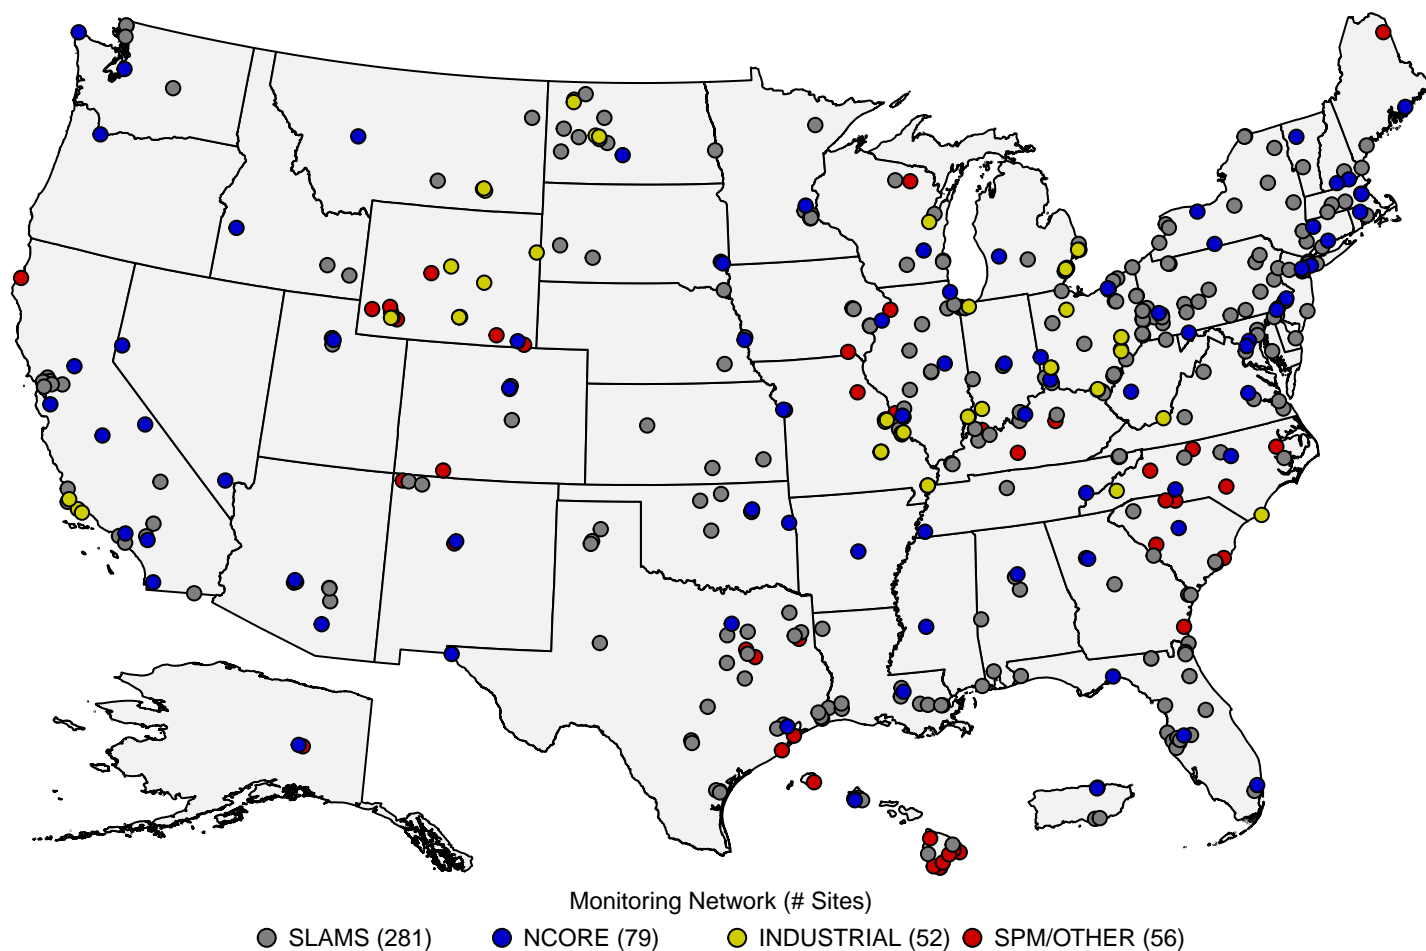 Monitoring Network (# Sites)
SLAMS (281) NCORE (79) INDUSTRIAL (52) SPM/OTHER (56)